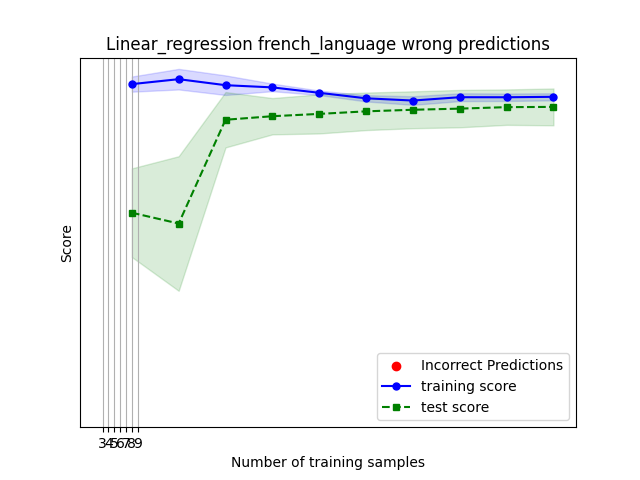 Linear_regression french_language wrong predictions
Score
Incorrect Predictions
training score
test score
3456789
Number of training samples